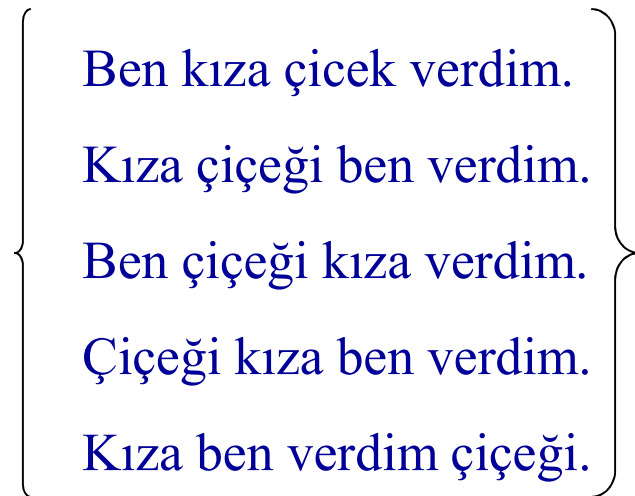 Ben kıza çicek verdim.
Kıza çiçeği ben verdim.
Ben çiçeği kıza verdim.
Çiçeği kıza ben verdim.
Kıza ben verdim çiçeği.